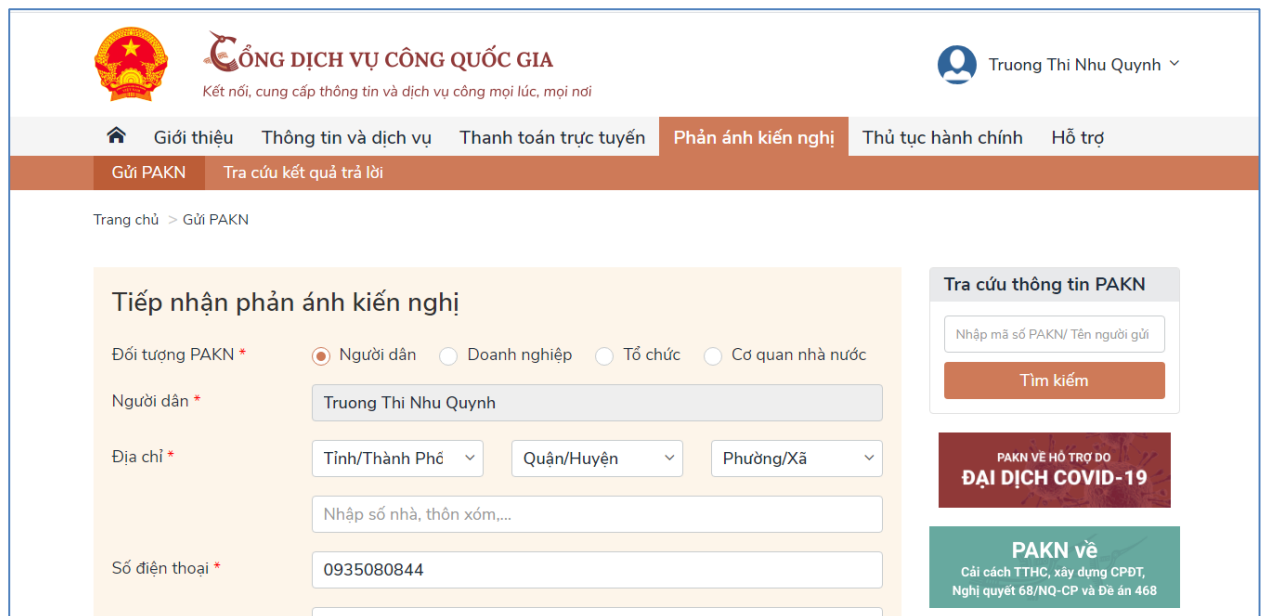 CỔNG DỊCH VỤ CÔNG QUỐC GIA
Kết nối, cung cấp thông tin và dịch vụ công mọi lúc, mọi nơi
Truong Thi Nhu Quynh
Giới thiệu Thông tin và dịch vụ Thanh toán trực tuyến Phản ánh kiến nghị Thủ tục hành chính Hỗ trợ
Gửi PAKN Tra cứu kết quả trả lời
Trang chủ > Gửi PAKN
Tiếp nhận phản ánh kiến nghị
Đối tượng PAKN * Người dân Doanh nghiệp Tổ chức Cơ quan nhà nước
Người dân * Truong Thi Nhu Quynh
Địa chỉ * Tỉnh/Thành Phố Quận/Huyện Phường/Xã
Nhập số nhà, thôn xóm,...
Số điện thoại * 0935080844
Tra cứu thông tin PAKN
Nhập mã số PAKN/ Tên người gửi
Tìm kiếm
PAKN VỀ HỖ TRỢ DO
ĐẠI DỊCH COVID-19
PAKN về
Cải cách TTHC, xây dựng CPĐT,
Nghị quyết 68/NQ-CP và Đề án 468